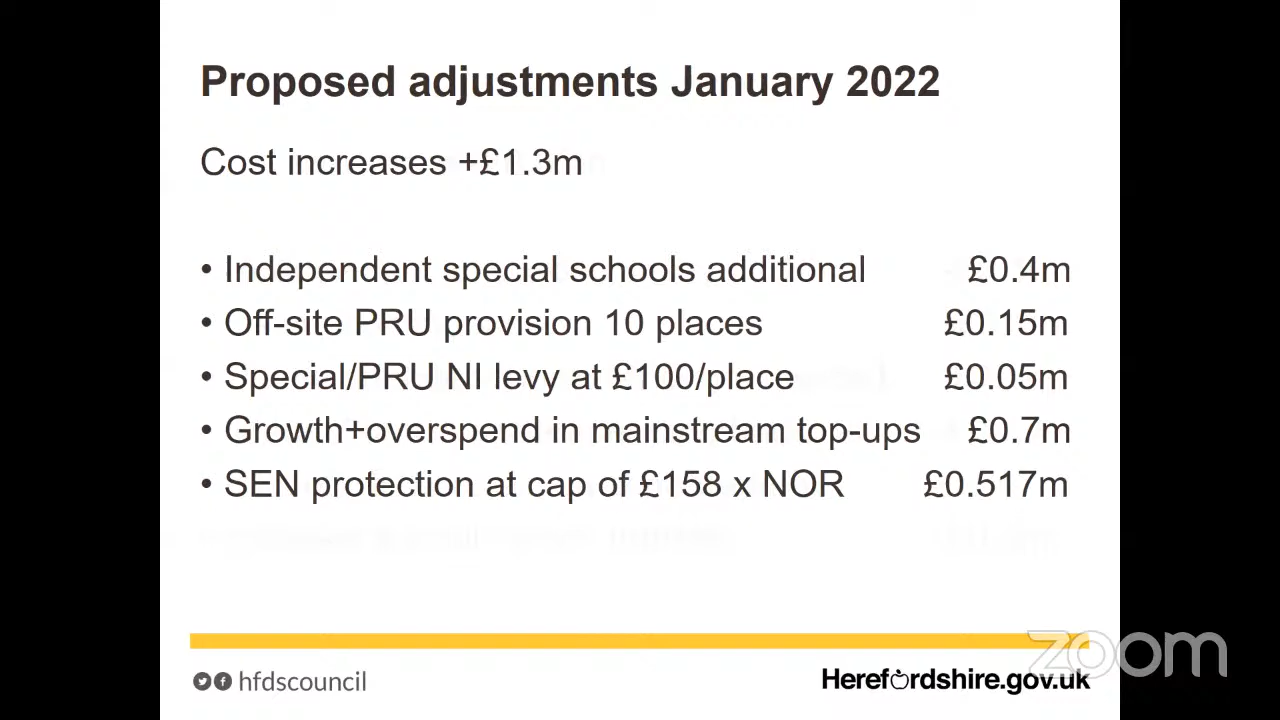 Proposed adjustments January 2022
Cost increases +£1.3m
• Independent special schools additional £0.4m
• Off-site PRU provision 10 places £0.15m
• Special/PRU NI levy at £100/place £0.05m
• Growth+overspend in mainstream top-ups £0.7m
• SEN protection at cap of £158 x NOR £0.517m
zoom
hfdscouncil
Herefordshire.gov.uk